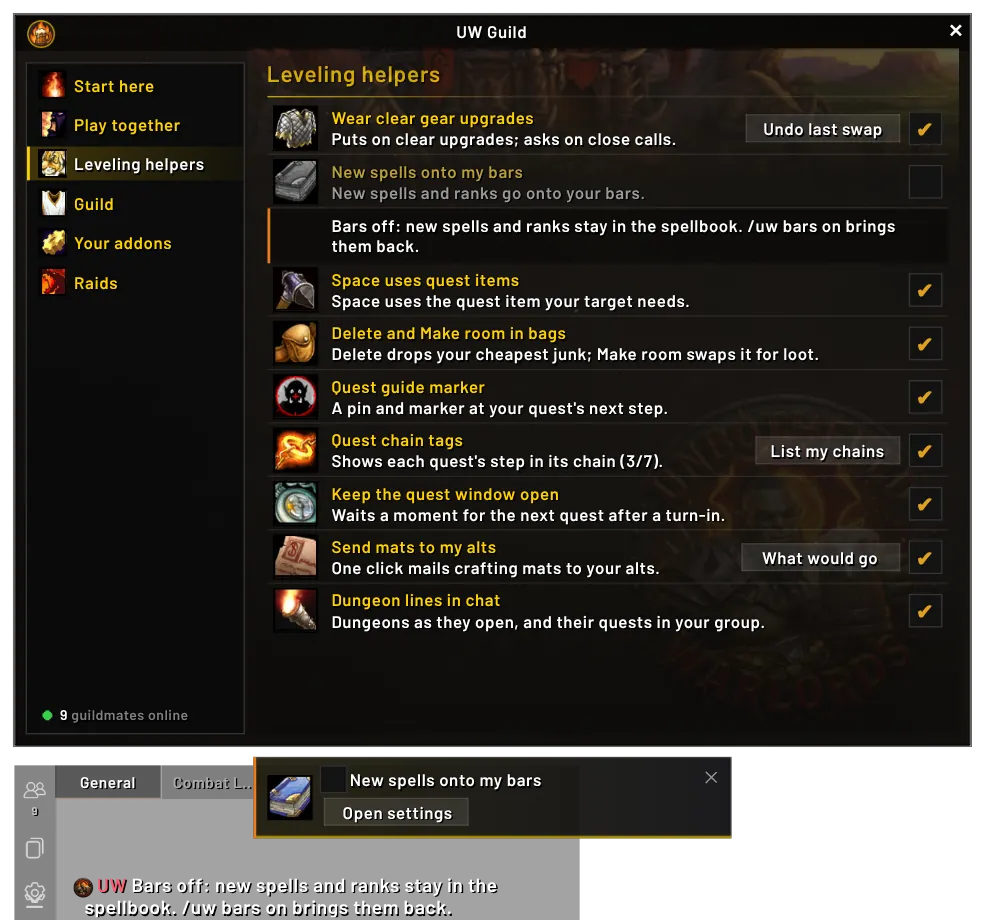 UW Guild
Start here
Play together
Leveling helpers
Guild
Your addons
Raids
9 guildmates online
Leveling helpers
Wear clear gear upgrades
Puts on clear upgrades; asks on close calls.
Undo last swap
New spells onto my bars
New spells and ranks go onto your bars.
Bars off: new spells and ranks stay in the spellbook. /uw bars on brings
them back.
Space uses quest items
Space uses the quest item your target needs.
Delete and Make room in bags
Delete drops your cheapest junk; Make room swaps it for loot.
Quest guide marker
A pin and marker at your quest's next step.
Quest chain tags
Shows each quest's step in its chain (3/7).
List my chains
Keep the quest window open
Waits a moment for the next quest after a turn-in.
Send mats to my alts
One click mails crafting mats to your alts.
What would go
Dungeon lines in chat
Dungeons as they open, and their quests in your group.
WARLORDS
9
General
Combat L...
New spells onto my bars
Open settings
UW Bars off: new spells and ranks stay in the
spellbook. /uw bars on brings them back.